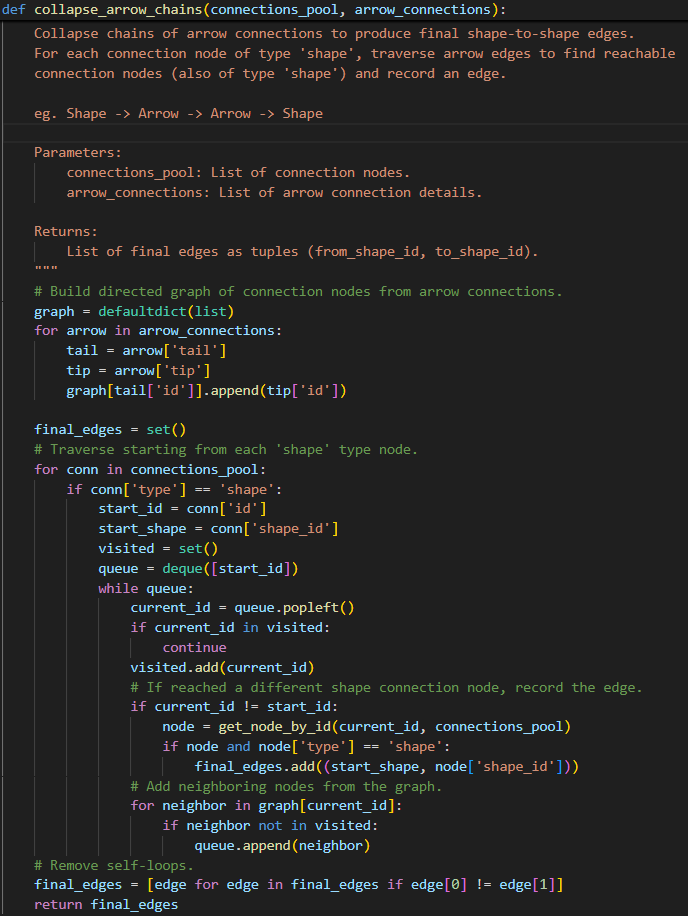 def collapse_arrow_chains(connections_pool, arrow_connections):
    Collapse chains of arrow connections to produce final shape-to-shape edges.
    For each connection node of type 'shape', traverse arrow edges to find reachable
    connection nodes (also of type 'shape') and record an edge.

    eg. Shape -> Arrow -> Arrow -> Shape

    Parameters:
        connections_pool: List of connection nodes.
        arrow_connections: List of arrow connection details.

    Returns:
        List of final edges as tuples (from_shape_id, to_shape_id).
    """
    # Build directed graph of connection nodes from arrow connections.
    graph = defaultdict(list)
    for arrow in arrow_connections:
        tail = arrow['tail']
        tip = arrow['tip']
        graph[tail['id']].append(tip['id'])

    final_edges = set()
    # Traverse starting from each 'shape' type node.
    for conn in connections_pool:
        if conn['type'] == 'shape':
            start_id = conn['id']
            start_shape = conn['shape_id']
            visited = set()
            queue = deque([start_id])
            while queue:
                current_id = queue.popleft()
                if current_id in visited:
                    continue
                visited.add(current_id)
                # If reached a different shape connection node, record the edge.
                if current_id != start_id:
                    node = get_node_by_id(current_id, connections_pool)
                    if node and node['type'] == 'shape':
                        final_edges.add((start_shape, node['shape_id']))
                # Add neighboring nodes from the graph.
                for neighbor in graph[current_id]:
                    if neighbor not in visited:
                        queue.append(neighbor)
    # Remove self-loops.
    final_edges = [edge for edge in final_edges if edge[0] != edge[1]]
    return final_edges